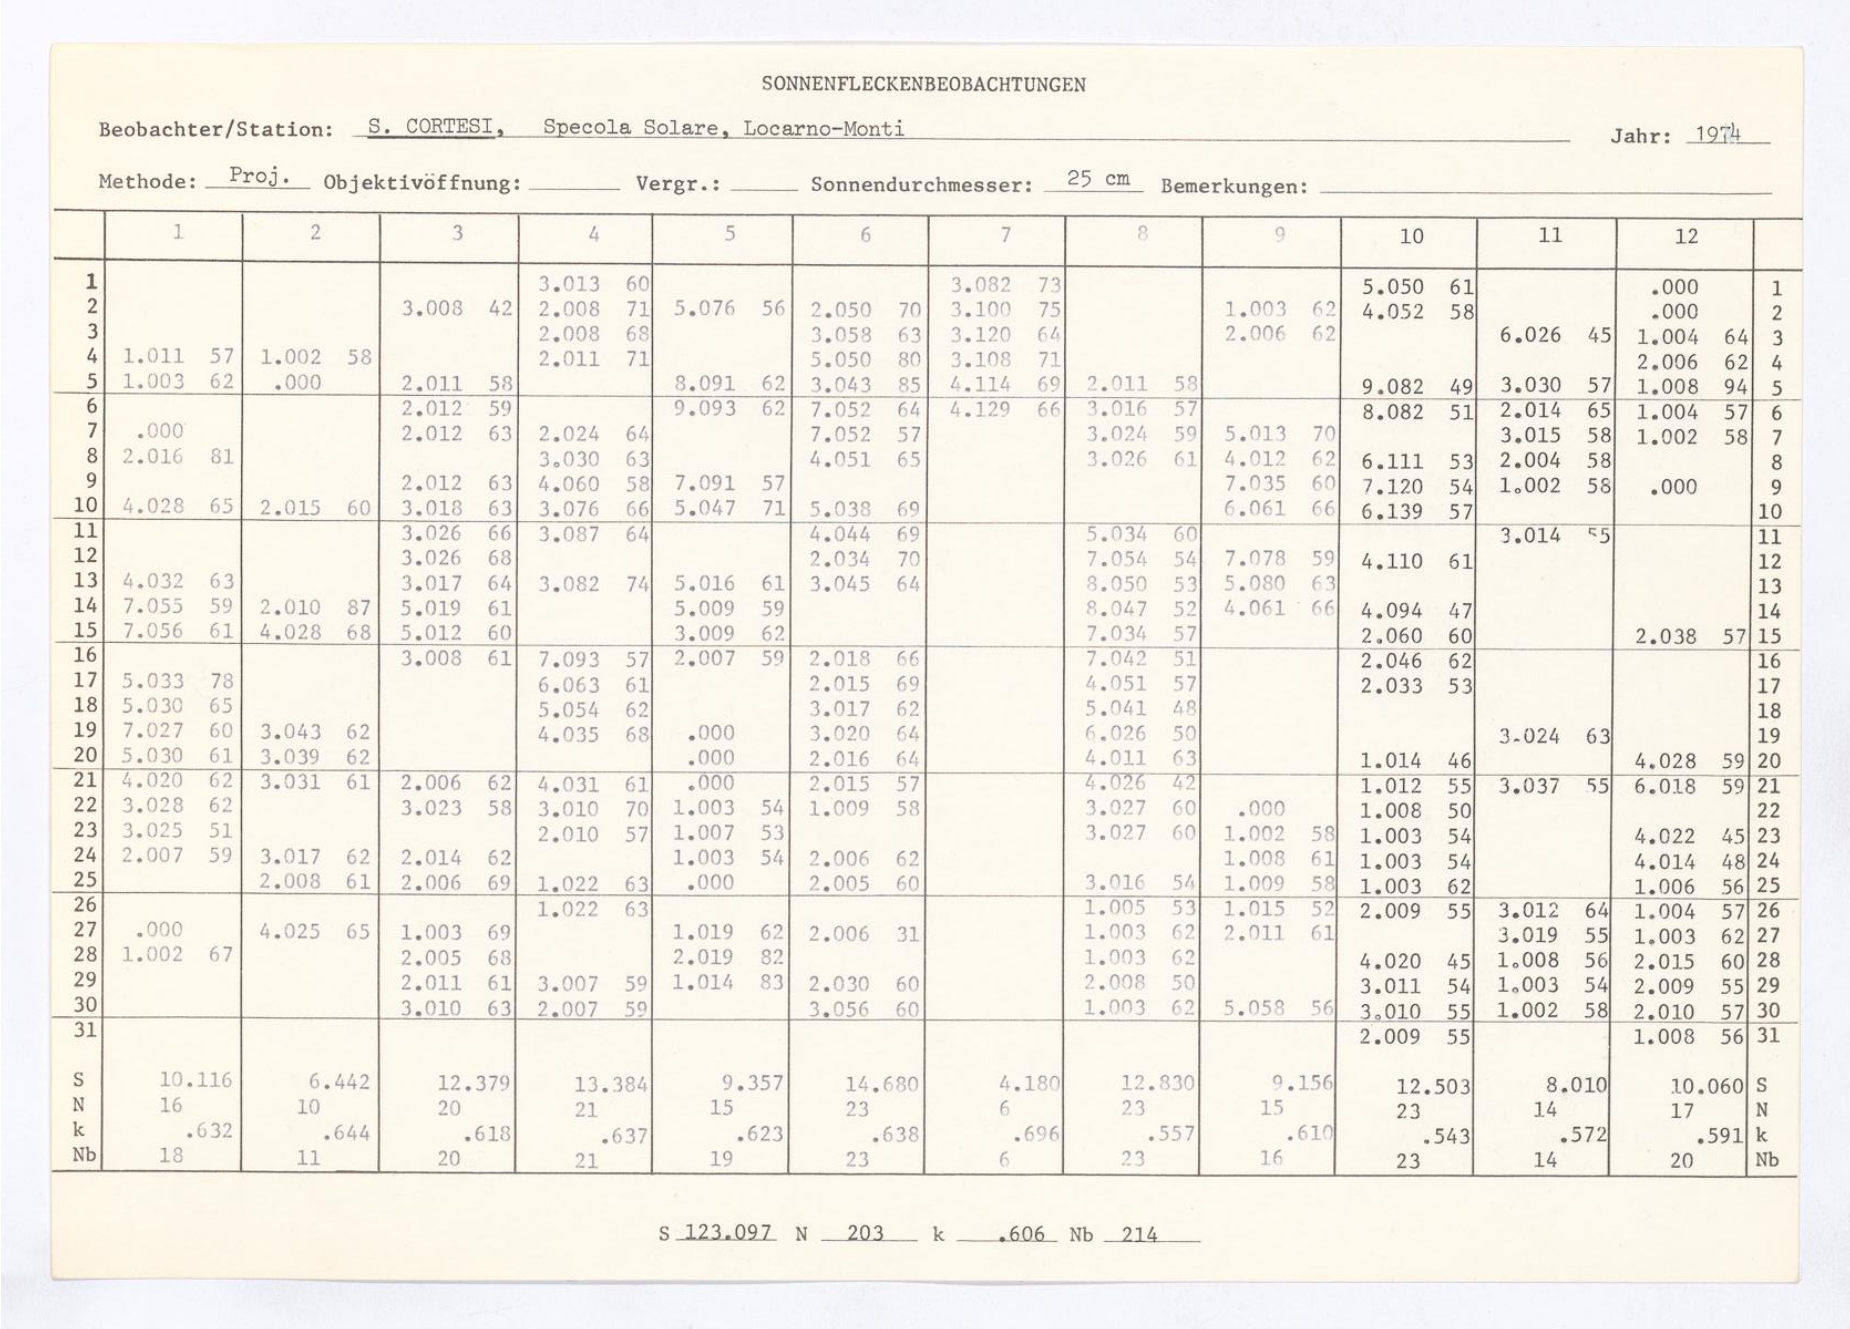 SONNENFLECKENBEOBACHTUNGEN
Beobachter/Station: S. CORTESI, Specola Solare, Locarno-Monti Jahr: 1974
Methode: Proj. Objektivöffnung: Vergr.: Sonnendurchmesser: 25 cm Bemerkungen:
1 2 3 4 5 6 7 8 9 10 11 12
1 3.013 60 3.082 73 5.050 61 .000 1
2 3.008 42 2.008 71 5.076 56 2.050 70 3.100 75 1.003 62 4.052 58 .000 2
3 2.008 68 3.058 63 3.120 64 2.006 62 6.026 45 1.004 64 3
4 1.011 57 1.002 58 2.011 71 5.050 80 3.108 71 2.006 62 4
5 1.003 62 .000 2.011 58 8.091 62 3.043 85 4.114 69 2.011 58 9.082 49 3.030 57 1.008 94 5
6 2.012 59 9.093 62 7.052 64 4.129 66 3.016 57 8.082 51 2.014 65 1.004 57 6
7 .000 2.012 63 2.024 64 7.052 57 3.024 59 5.013 70 3.015 58 1.002 58 7
8 2.016 81 3.030 63 4.051 65 3.026 61 4.012 62 6.111 53 2.004 58 8
9 2.012 63 4.060 58 7.091 57 7.035 60 7.120 54 1.002 58 .000 9
10 4.028 65 2.015 60 3.018 63 3.076 66 5.047 71 5.038 69 6.061 66 6.139 57 10
11 3.026 66 3.087 64 4.044 69 5.034 60 3.014 55 11
12 3.026 68 2.034 70 7.054 54 7.078 59 4.110 61 12
13 4.032 63 3.017 64 3.082 74 5.016 61 3.045 64 8.050 53 5.080 63 13
14 7.055 59 2.010 87 5.019 61 5.009 59 8.047 52 4.061 66 4.094 47 14
15 7.056 61 4.028 68 5.012 60 3.009 62 7.034 57 2.060 60 2.038 57 15
16 3.008 61 7.093 57 2.007 59 2.018 66 7.042 51 2.046 62 16
17 5.033 78 6.063 61 2.015 69 4.051 57 2.033 53 17
18 5.030 65 5.054 62 3.017 62 5.041 48 18
19 7.027 60 3.043 62 4.035 68 .000 3.020 64 6.026 50 3-024 63 19
20 5.030 61 3.039 62 .000 2.016 64 4.011 63 1.014 46 4.028 59 20
21 4.020 62 3.031 61 2.006 62 4.031 61 .000 2.015 57 4.026 42 1.012 55 3.037 55 6.018 59 21
22 3.028 62 3.023 58 3.010 70 1.003 54 1.009 58 3.027 60 .000 1.008 50 22
23 3.025 51 2.010 57 1.007 53 3.027 60 1.002 58 1.003 54 4.022 45 23
24 2.007 59 3.017 62 2.014 62 1.003 54 2.006 62 1.008 61 1.003 54 4.014 48 24
25 2.008 61 2.006 69 1.022 63 .000 2.005 60 3.016 54 1.009 58 1.003 62 1.006 56 25
26 1.022 63 1.005 53 1.015 52 2.009 55 3.012 64 1.004 57 26
27 .000 4.025 65 1.003 69 1.019 62 2.006 31 1.003 62 2.011 61 3.019 55 1.003 62 27
28 1.002 67 2.005 68 2.019 82 1.003 62 4.020 45 1.008 56 2.015 60 28
29 2.011 61 3.007 59 1.014 83 2.030 60 2.008 50 3.011 54 1.003 54 2.009 55 29
30 3.010 63 2.007 59 3.056 60 1.003 62 5.058 56 3.010 55 1.002 58 2.010 57 30
31 2.009 55 1.008 56 31
S 10.116 6.442 12.379 13.384 9.357 14.680 4.180 12.830 9.156 12.503 8.010 10.060 S
N 16 10 20 21 15 23 6 23 15 23 14 17 N
k .632 .644 .618 .637 .623 .638 .696 .557 .610 .543 .572 .591 k
Nb 18 11 20 21 19 23 6 23 16 23 14 20 Nb
S 123.097 N 203 k .606 Nb 214